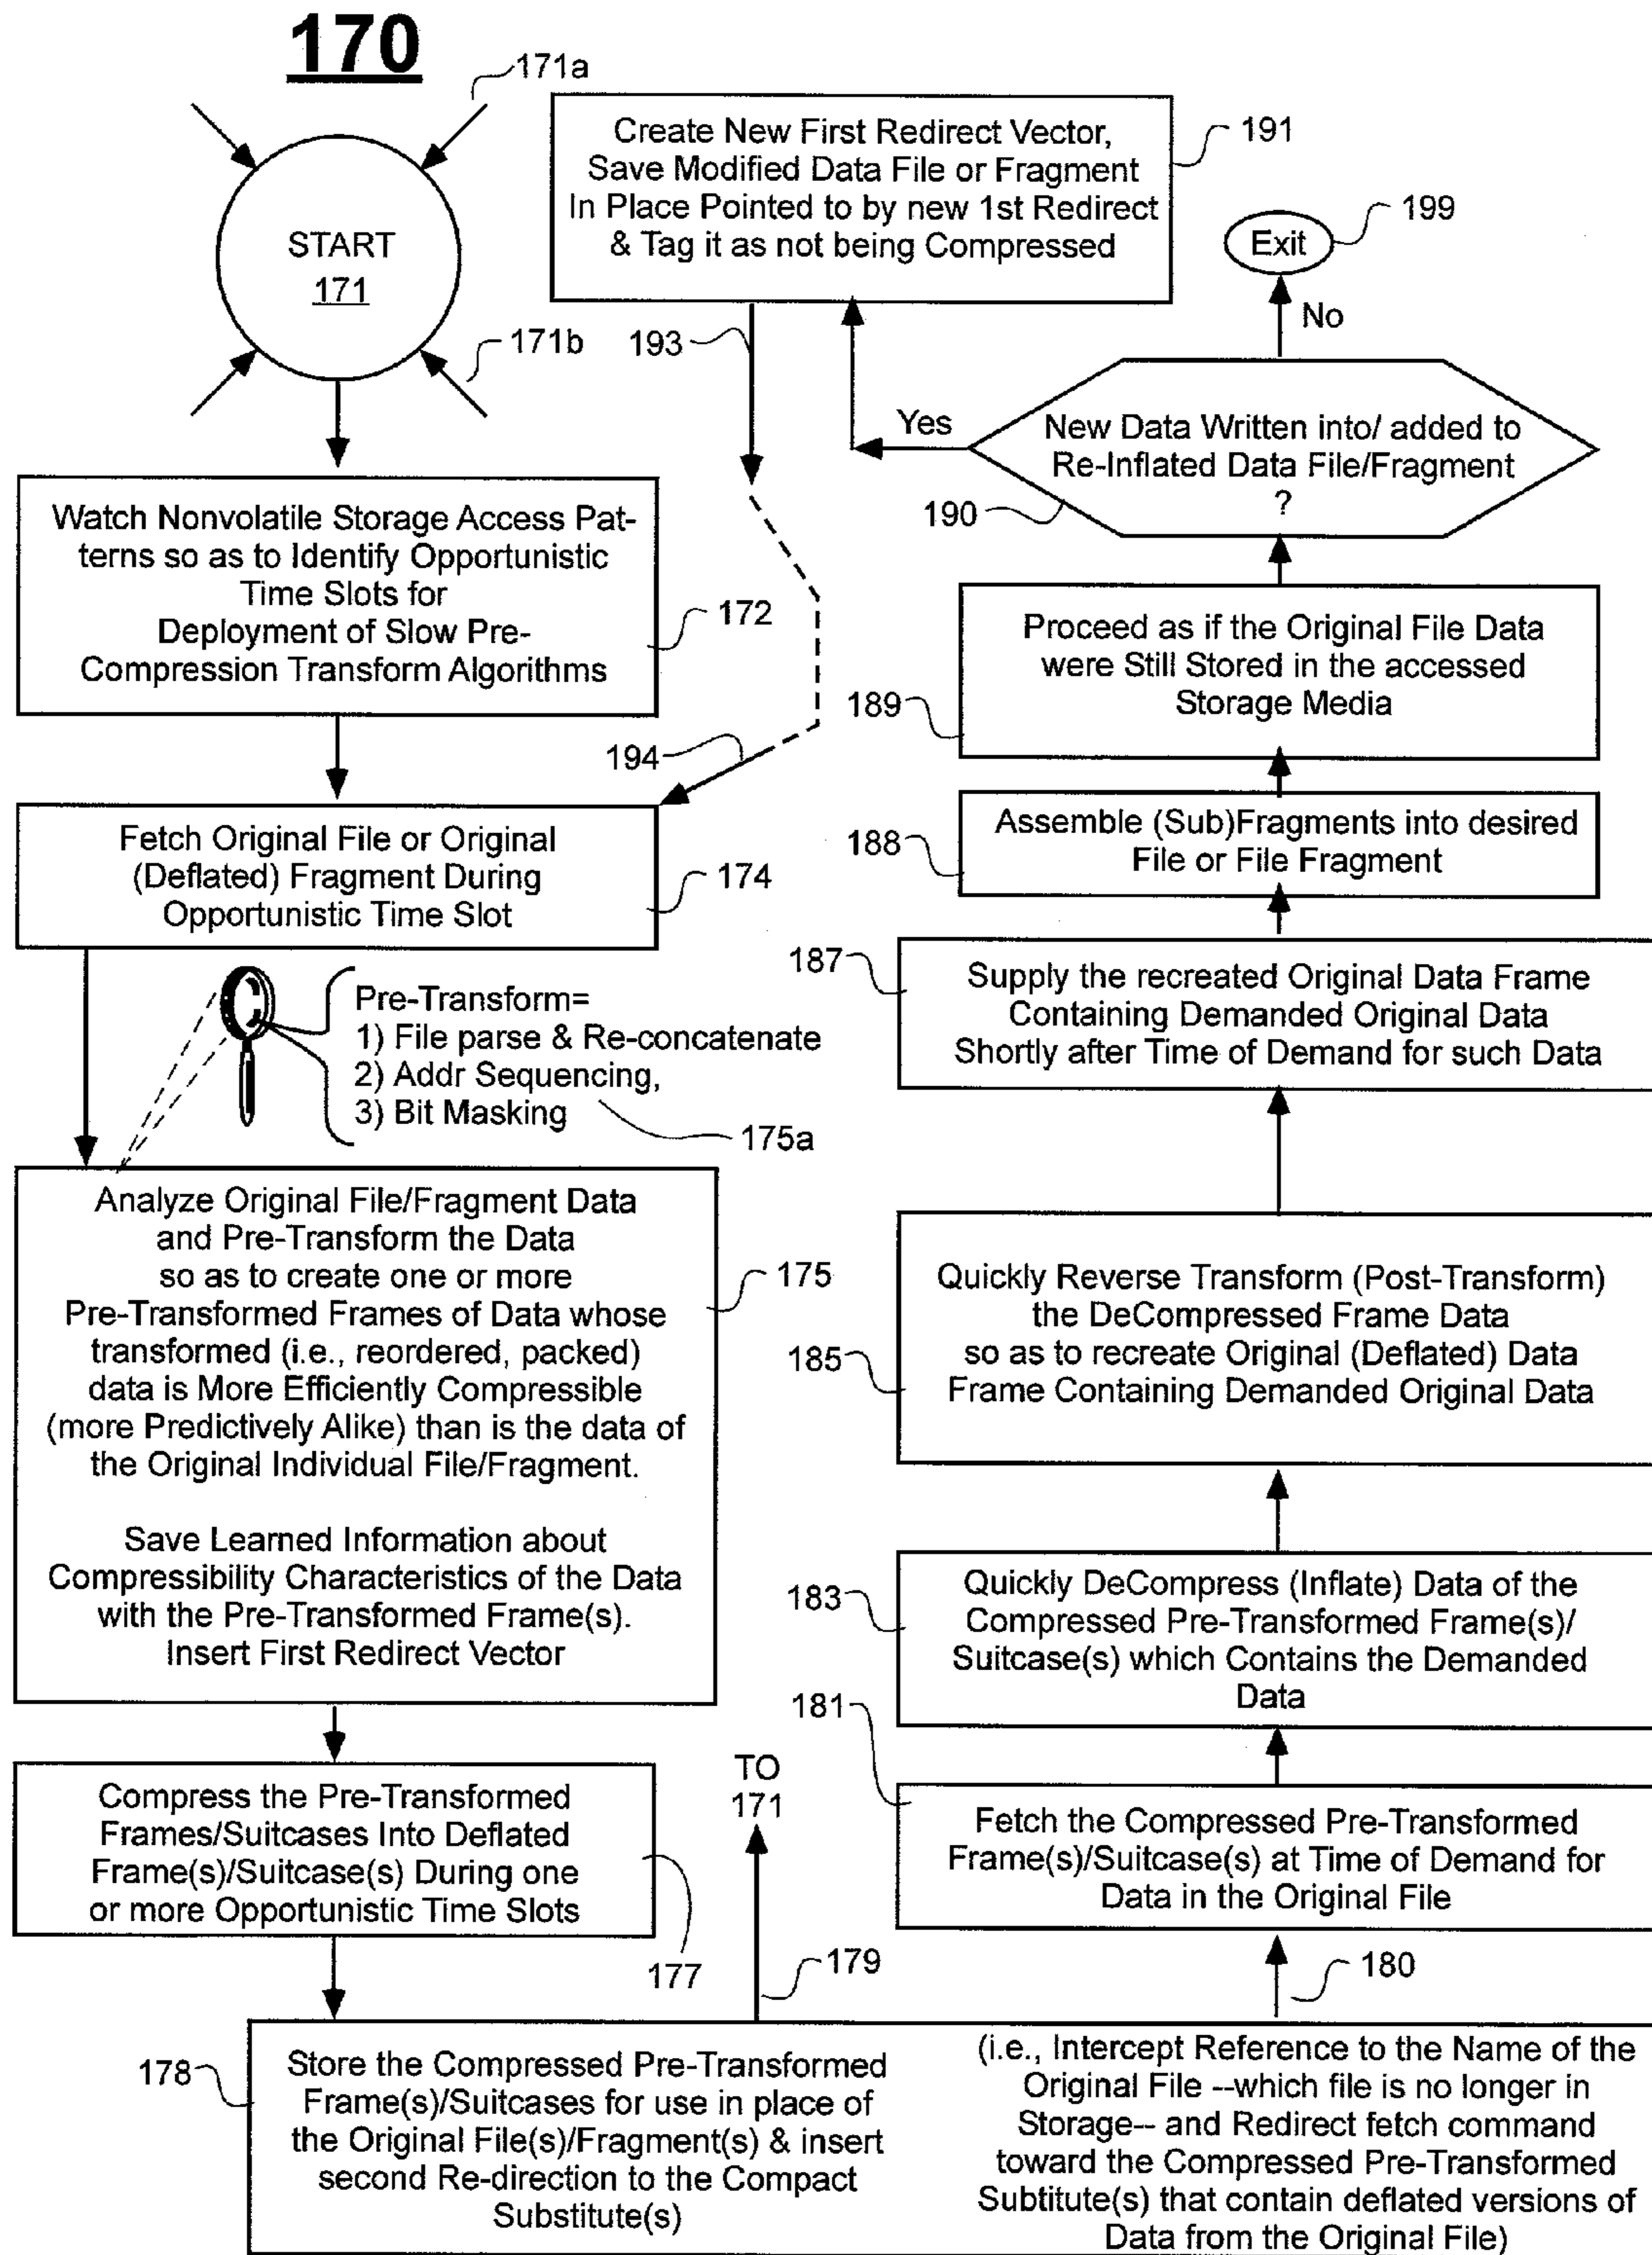 170
171a
START
171
171b
Watch Nonvolatile Storage Access Pat-
terns so as to Identify Opportunistic
Time Slots for
Deployment of Slow Pre-
Compression Transform Algorithms
172
Fetch Original File or Original
(Deflated) Fragment During
Opportunistic Time Slot
174
Pre-Transform=
1) File parse & Re-concatenate
2) Addr Sequencing,
3) Bit Masking
175a
Analyze Original File/Fragment Data
and Pre-Transform the Data
so as to create one or more
Pre-Transformed Frames of Data whose
transformed (i.e., reordered, packed)
data is More Efficiently Compressible
(more Predictively Alike) than is the data of
the Original Individual File/Fragment.
Save Learned Information about
Compressibility Characteristics of the Data
with the Pre-Transformed Frame(s).
Insert First Redirect Vector
175
Compress the Pre-Transformed
Frames/Suitcases Into Deflated
Frame(s)/Suitcase(s) During one
or more Opportunistic Time Slots
177
178
Store the Compressed Pre-Transformed
Frame(s)/Suitcases for use in place of
the Original File(s)/Fragment(s) & insert
second Re-direction to the Compact
Substitute(s)
TO
171
179
(i.e., Intercept Reference to the Name of the
Original File --which file is no longer in
Storage-- and Redirect fetch command
toward the Compressed Pre-Transformed
Subtitute(s) that contain deflated versions of
Data from the Original File)
180
181
Fetch the Compressed Pre-Transformed
Frame(s)/Suitcase(s) at Time of Demand for
Data in the Original File
183
Quickly DeCompress (Inflate) Data of the
Compressed Pre-Transformed Frame(s)/
Suitcase(s) which Contains the Demanded
Data
185
Quickly Reverse Transform (Post-Transform)
the DeCompressed Frame Data
so as to recreate Original (Deflated) Data
Frame Containing Demanded Original Data
187
Supply the recreated Original Data Frame
Containing Demanded Original Data
Shortly after Time of Demand for such Data
188
Assemble (Sub)Fragments into desired
File or File Fragment
189
Proceed as if the Original File Data
were Still Stored in the accessed
Storage Media
190
New Data Written into/ added to
Re-Inflated Data File/Fragment
?
No
Exit
199
Yes
Create New First Redirect Vector,
Save Modified Data File or Fragment
In Place Pointed to by new 1st Redirect
& Tag it as not being Compressed
191
193
194